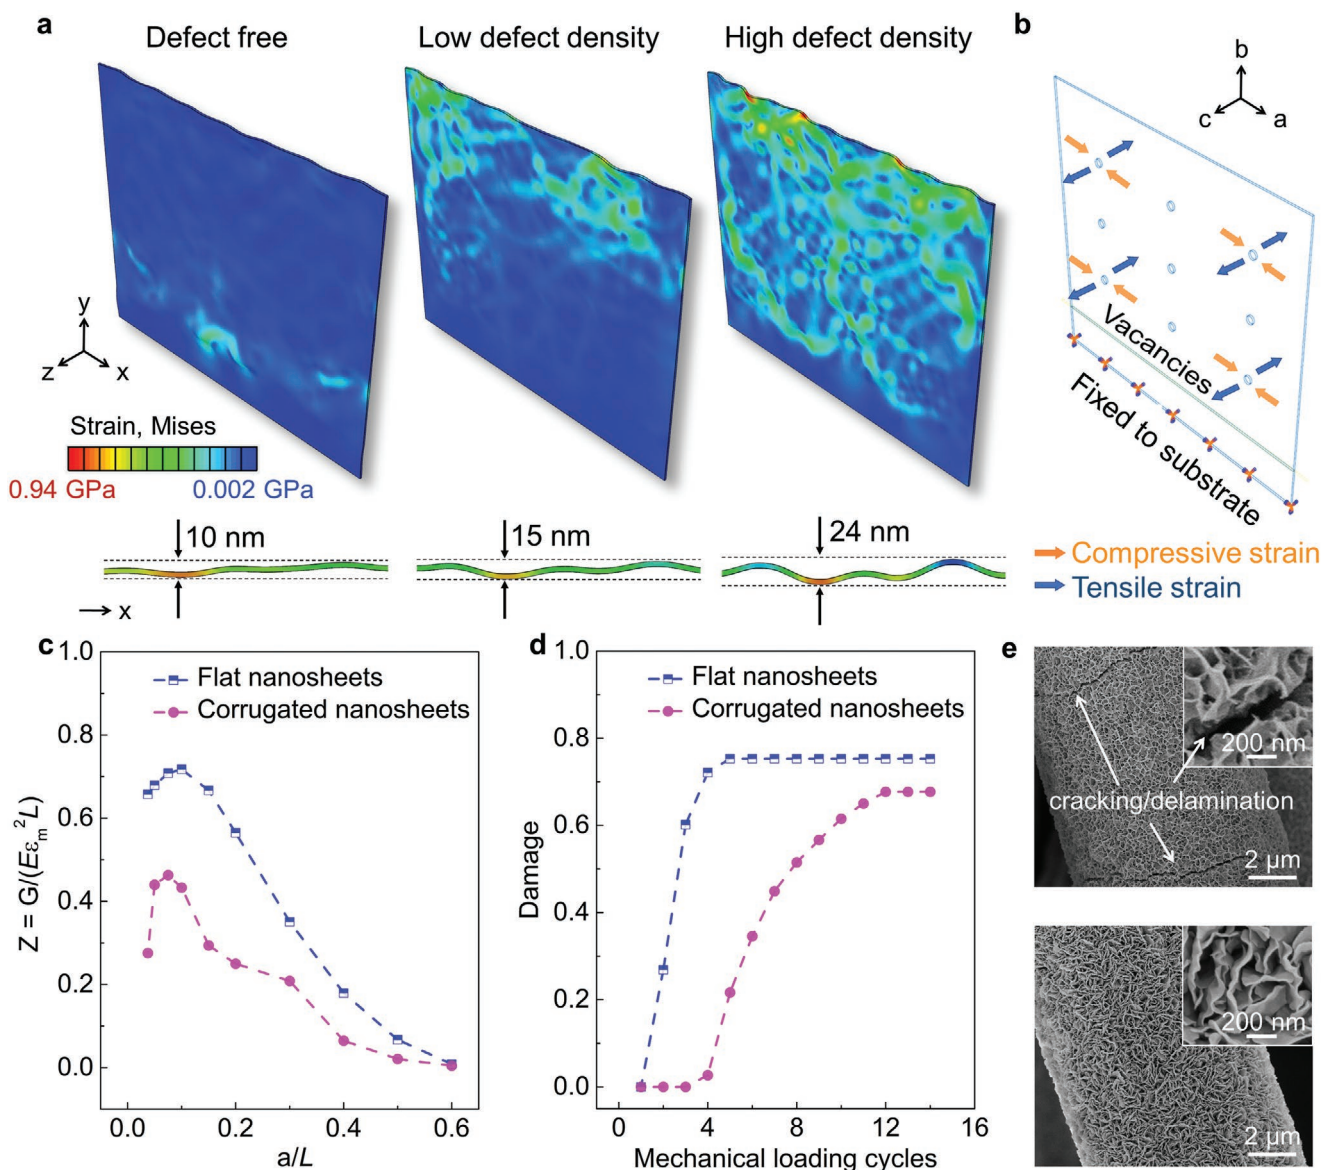 a
Defect free
Low defect density
High defect density
y
z
x
Strain, Mises
0.94 GPa
0.002 GPa
10 nm
15 nm
24 nm
x
b
b
c
a
Vacancies
Fixed to substrate
Compressive strain
Tensile strain
c
1.0
0.8
0.6
0.4
0.2
0.0
Z = G/(Eεₘ²L)
Flat nanosheets
Corrugated nanosheets
0.0 0.2 0.4 0.6
a/L
d
1.0
0.8
0.6
0.4
0.2
0.0
Damage
Flat nanosheets
Corrugated nanosheets
0 4 8 12 16
Mechanical loading cycles
e
200 nm
cracking/delamination
2 μm
200 nm
2 μm